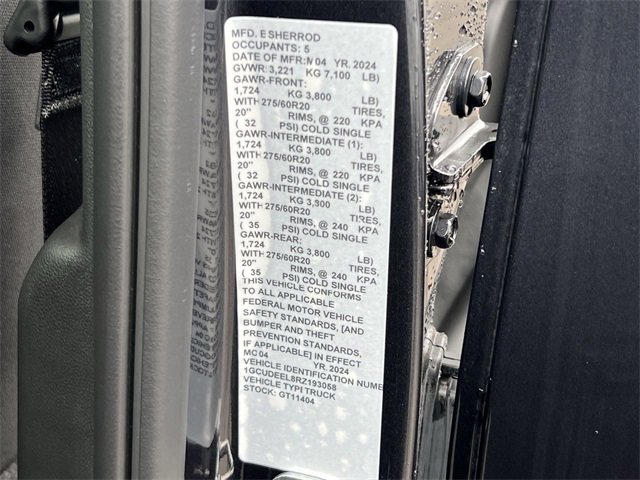 MFD. E SHERROD
OCCUPANTS: 5
DATE OF MFR: M 04 YR. 2024
GVWR: 3,221 KG 7,100 LB)
GAWR-FRONT:
1,724 KG 3,800 LB)
WITH 275/60R20 TIRES,
20" RIMS, @ 220 KPA
( 32 PSI) COLD SINGLE
GAWR-INTERMEDIATE (1):
1,724 KG 3,800 LB)
WITH 275/60R20 TIRES,
20" RIMS, @ 220 KPA
( 32 PSI) COLD SINGLE
GAWR-INTERMEDIATE (2):
1,724 KG 3,800 LB)
WITH 275/60R20 TIRES,
20" RIMS, @ 240 KPA
( 35 PSI) COLD SINGLE
GAWR-REAR:
1,724 KG 3,800 LB)
WITH 275/60R20 TIRES,
20" RIMS, @ 240 KPA
( 35 PSI) COLD SINGLE
THIS VEHICLE CONFORMS
TO ALL APPLICABLE
FEDERAL MOTOR VEHICLE
SAFETY STANDARDS, [AND
BUMPER AND THEFT
PREVENTION STANDARDS,
IF APPLICABLE] IN EFFECT
MC 04 YR. 2024
VEHICLE IDENTIFICATION NUMB
1GCUDEEL8RZ193058
VEHICLE TYPI TRUCK
STOCK: GT11404